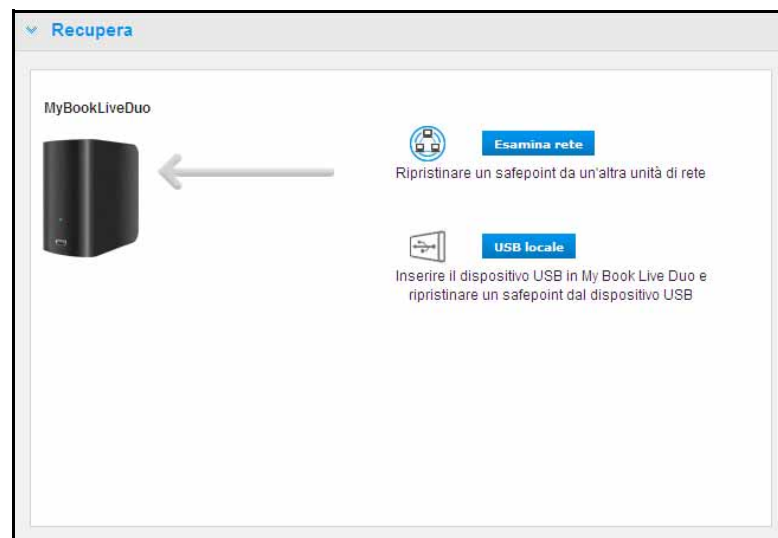 Recupera
MyBookLiveDuo
Esamina rete
Ripristinare un safepoint da un'altra unità di rete
USB locale
Inserire il dispositivo USB in My Book Live Duo e
ripristinare un safepoint dal dispositivo USB